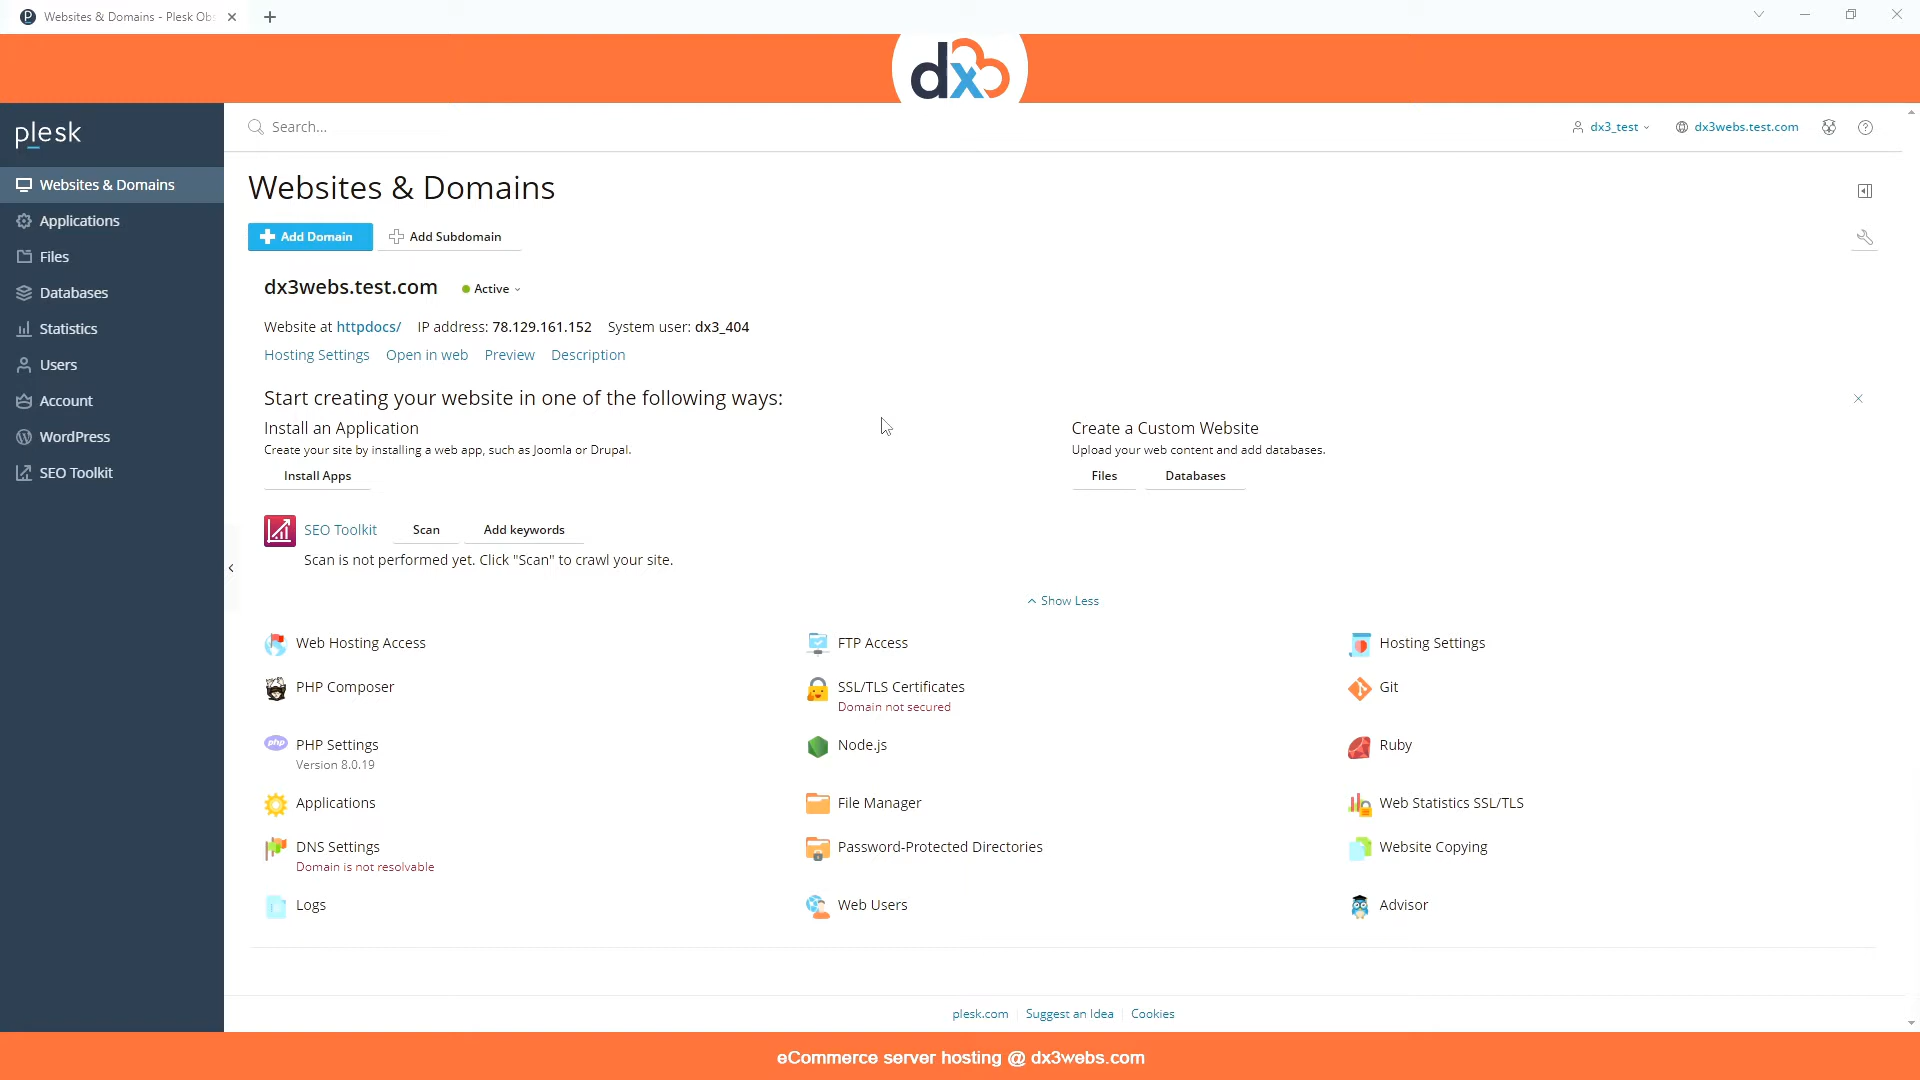 Websites & Domains - Plesk Obs
dx3
plesk
Search...
dx3_test
dx3webs.test.com
Websites & Domains
Applications
Files
Databases
Statistics
Users
Account
WordPress
SEO Toolkit
Websites & Domains
Add Domain
Add Subdomain
dx3webs.test.com
Active
Website at httpdocs/ IP address: 78.129.161.152 System user: dx3_404
Hosting Settings Open in web Preview Description
Start creating your website in one of the following ways:
Install an Application
Create your site by installing a web app, such as Joomla or Drupal.
Install Apps
Create a Custom Website
Upload your web content and add databases.
Files
Databases
SEO Toolkit
Scan
Add keywords
Scan is not performed yet. Click "Scan" to crawl your site.
Show Less
Web Hosting Access
FTP Access
Hosting Settings
PHP Composer
SSL/TLS Certificates
Domain not secured
Git
php
PHP Settings
Version 8.0.19
Node.js
Ruby
Applications
File Manager
Web Statistics SSL/TLS
DNS Settings
Domain is not resolvable
Password-Protected Directories
Website Copying
Logs
Web Users
Advisor
plesk.com
Suggest an Idea
Cookies
eCommerce server hosting @ dx3webs.com